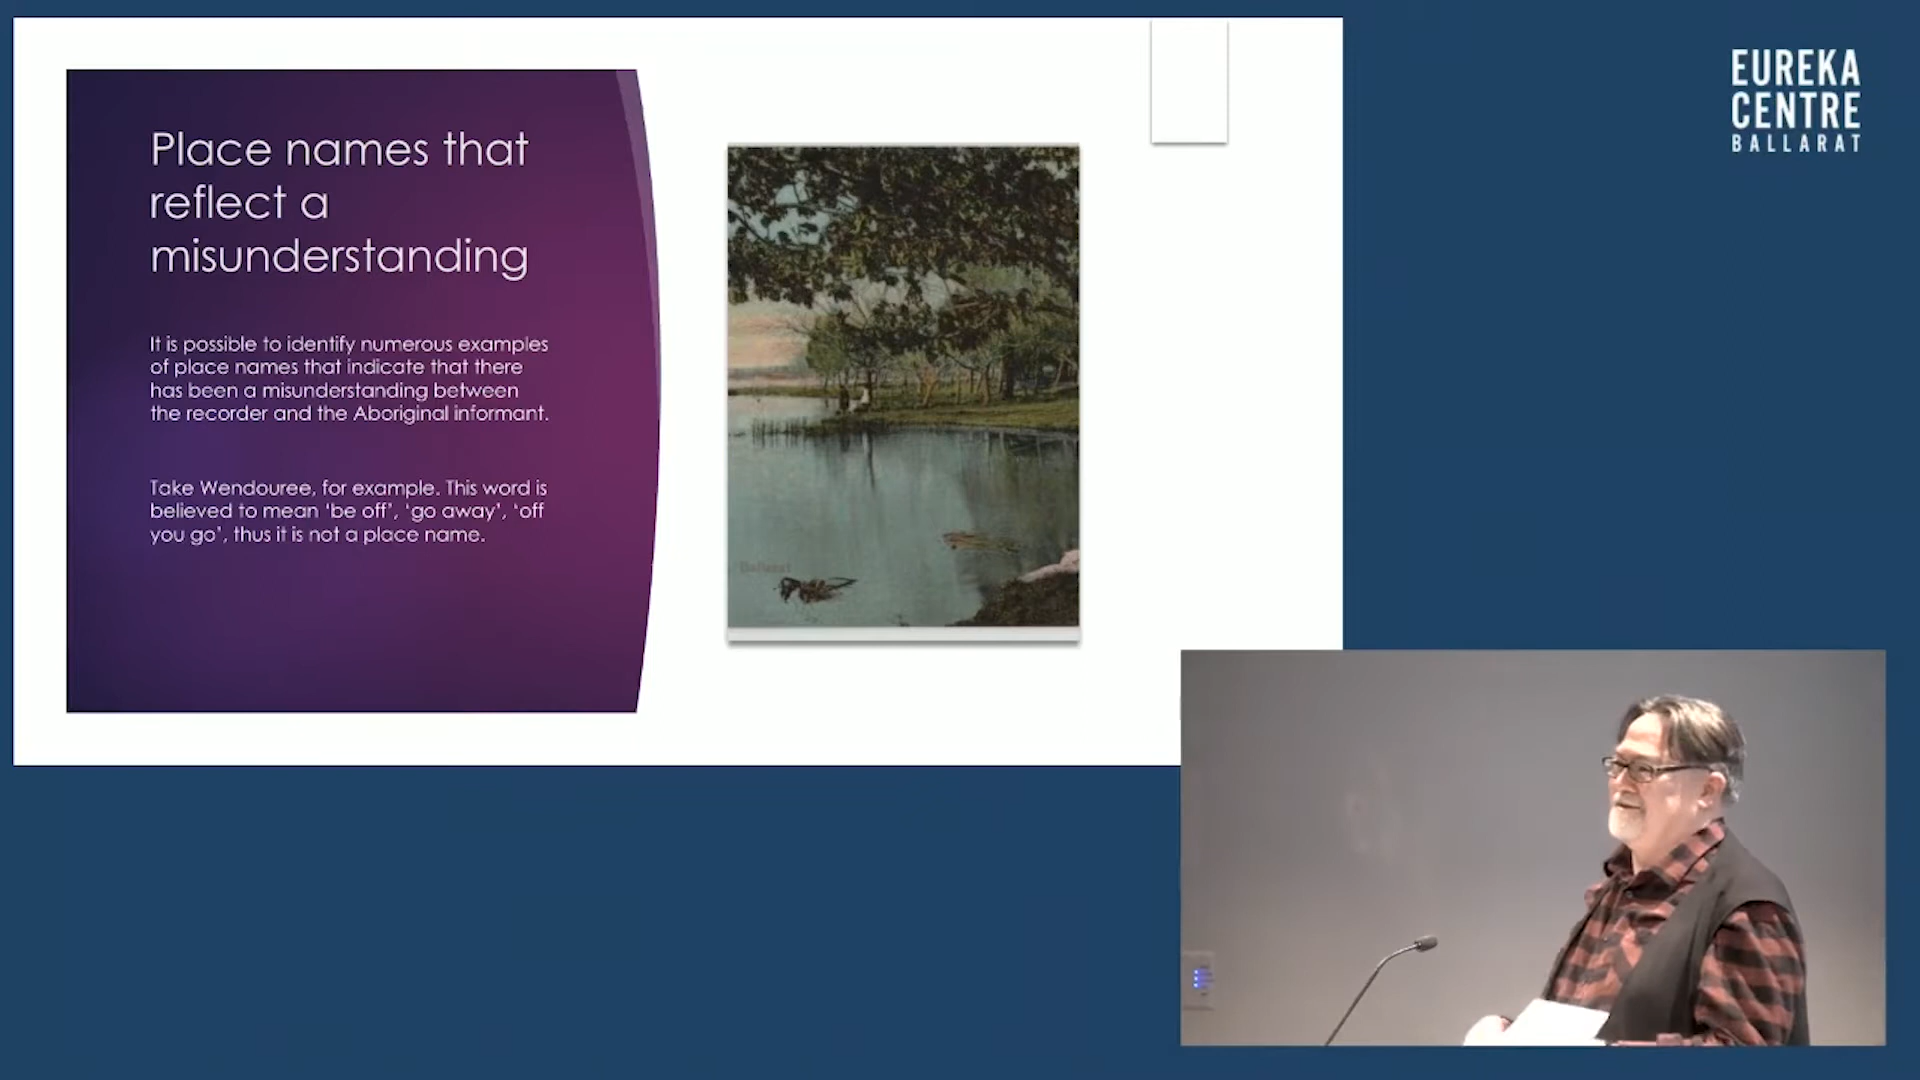 Place names that
reflect a
misunderstanding
It is possible to identify numerous examples
of place names that indicate that there
has been a misunderstanding between
the recorder and the Aboriginal informant.
Take Wendouree, for example. This word is
believed to mean ‘be off’, ‘go away’, ‘off
you go’, thus it is not a place name.
Ballarat
EUREKA
CENTRE
BALLARAT